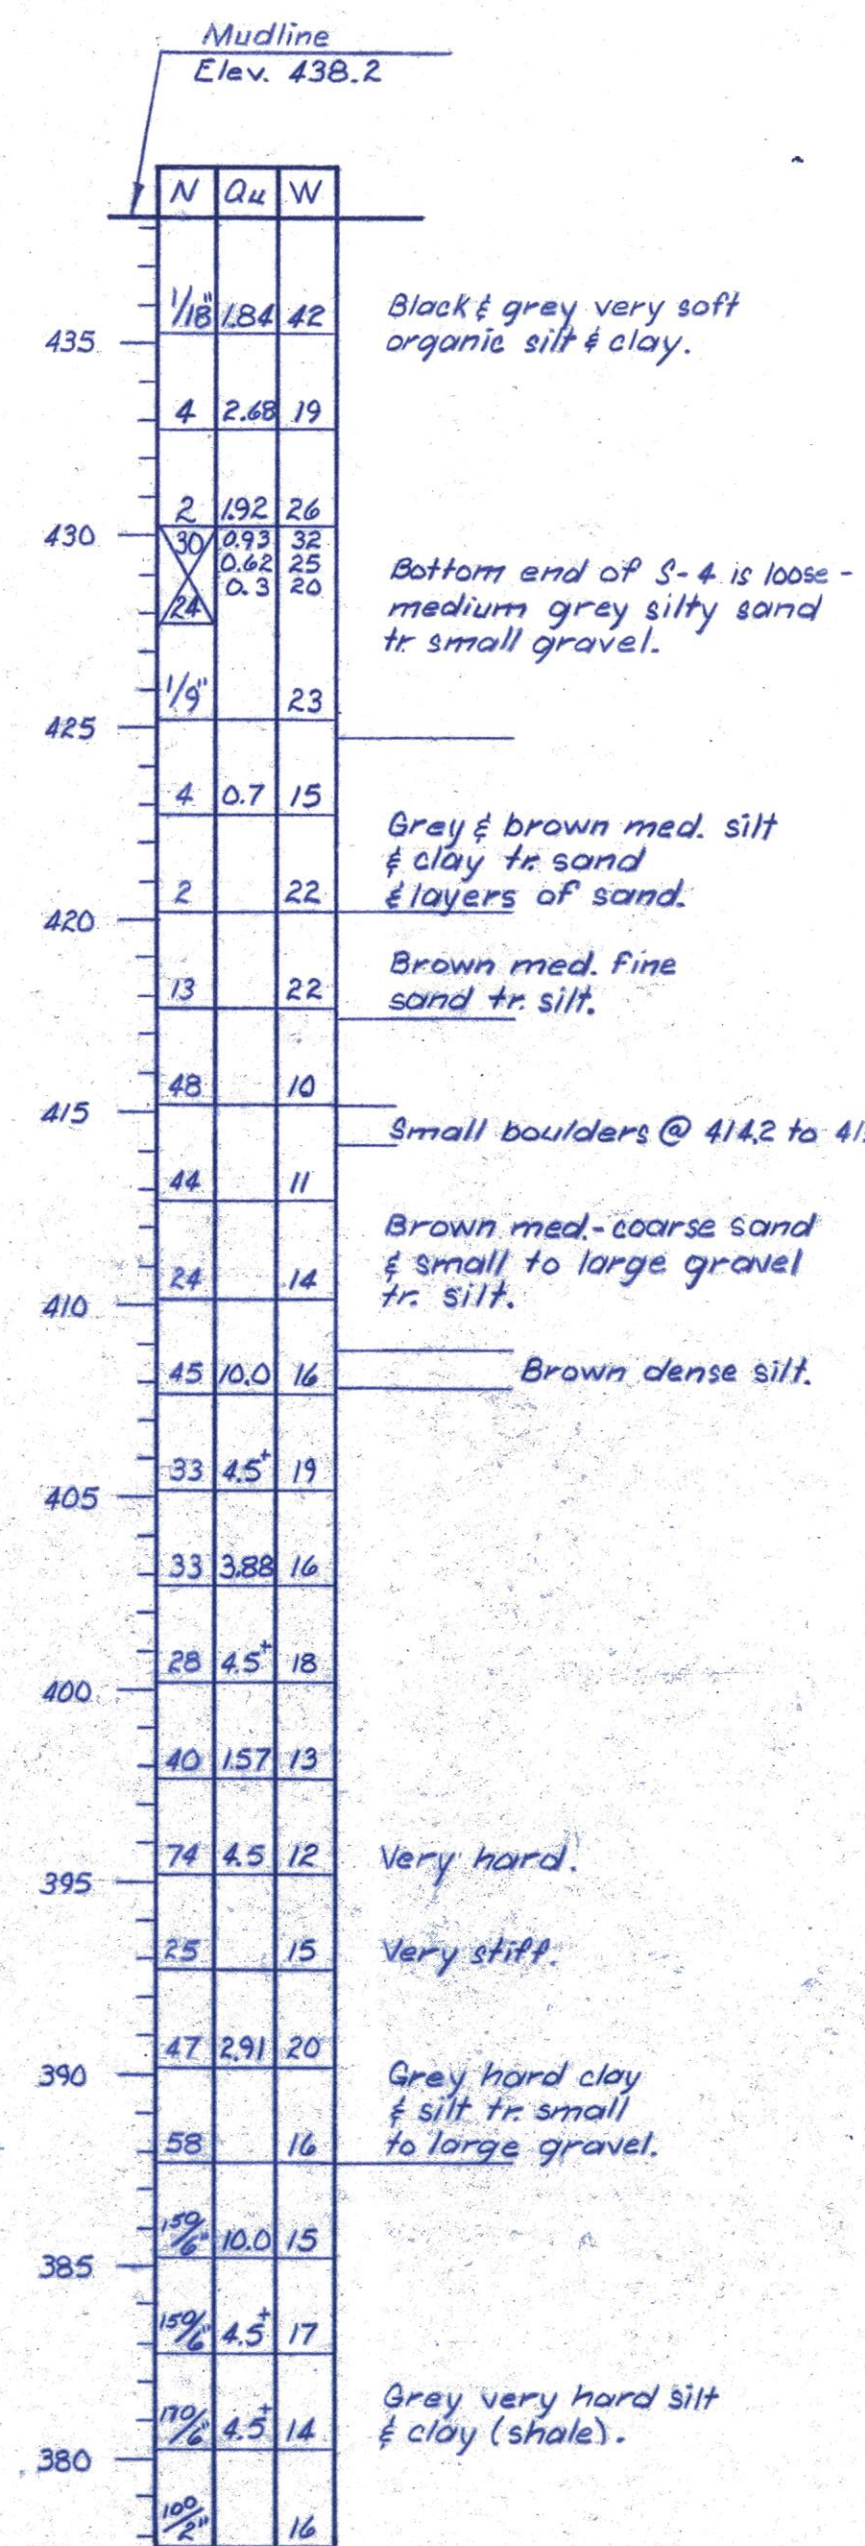 Mudline
Elev. 438.2
N Qu W
1/18" 1.84 42
Black & grey very soft
435
organic silt & clay.
4 2.68 19
2 1.92 26
430
30 0.93 32
0.62 25
0.3 20
24
Bottom end of S-4 is loose-
medium grey silty sand
tr. small gravel.
1/9" 23
425
4 0.7 15
Grey & brown med. silt
& clay tr. sand
2 22
& layers of sand.
420
Brown med. fine
13 22
sand tr. silt.
48 10
415
Small boulders @ 414.2 to
44 11
Brown med.-coarse sand
& small to large gravel
24 14
tr. silt.
410
45 10.0 16
Brown dense silt.
33 4.5+ 19
405
33 3.88 16
28 4.5+ 18
400
40 1.57 13
74 4.5 12
Very hard.
395
25 15
Very stiff.
47 2.91 20
390
Grey hard clay
& silt tr. small
58 16
to large gravel.
150/6" 10.0 15
385
150/6" 4.5+ 17
Grey very hard silt
170/6" 4.5+ 14
& clay (shale).
380
100/2" 16